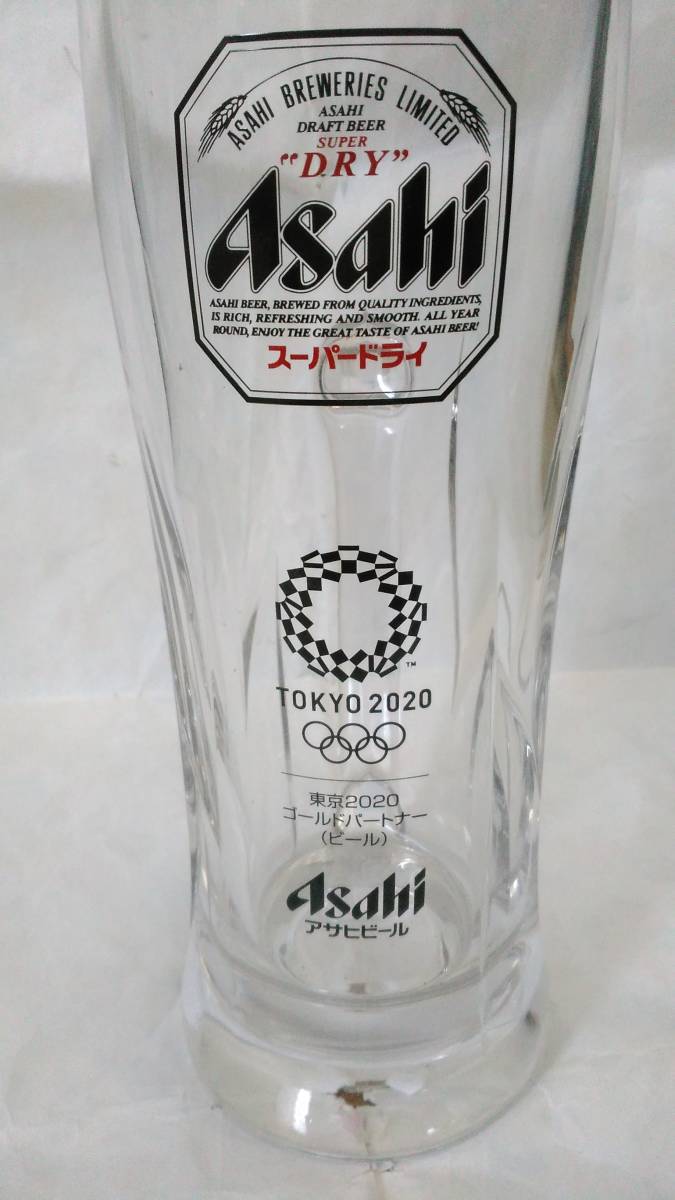 ASAHI BREWERIES LIMITED
ASAHI
DRAFT BEER
SUPER
"DRY"
Asahi
ASAHI BEER, BREWED FROM QUALITY INGREDIENTS,
IS RICH, REFRESHING AND SMOOTH. ALL YEAR
ROUND, ENJOY THE GREAT TASTE OF ASAHI BEER!
スーパードライ
TM
TOKYO 2020
東京2020
ゴールドパートナー
(ビール)
Asahi
アサヒビール